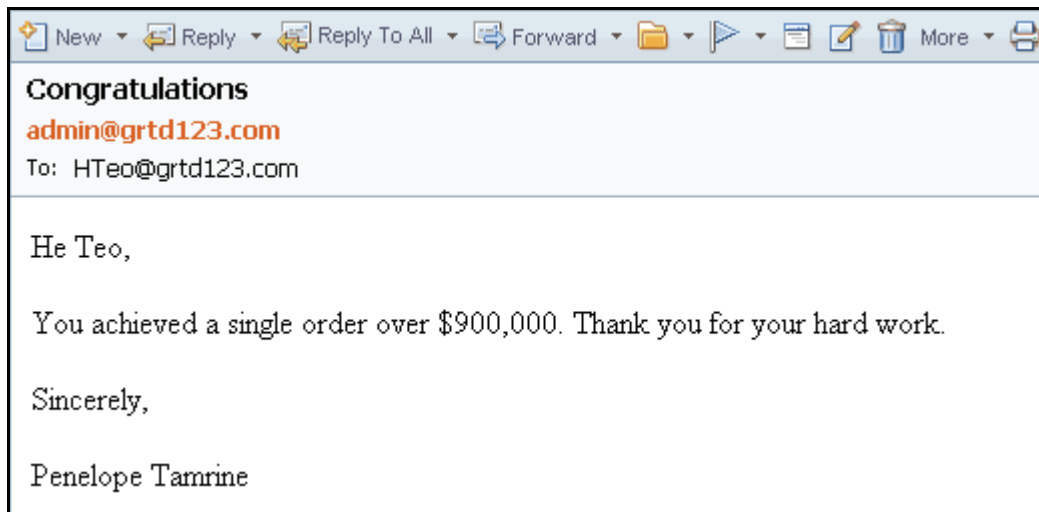 New Reply Reply To All Forward More
Congratulations
admin@grtd123.com
To: HTeo@grtd123.com
He Teo,
You achieved a single order over $900,000. Thank you for your hard work.
Sincerely,
Penelope Tamrine